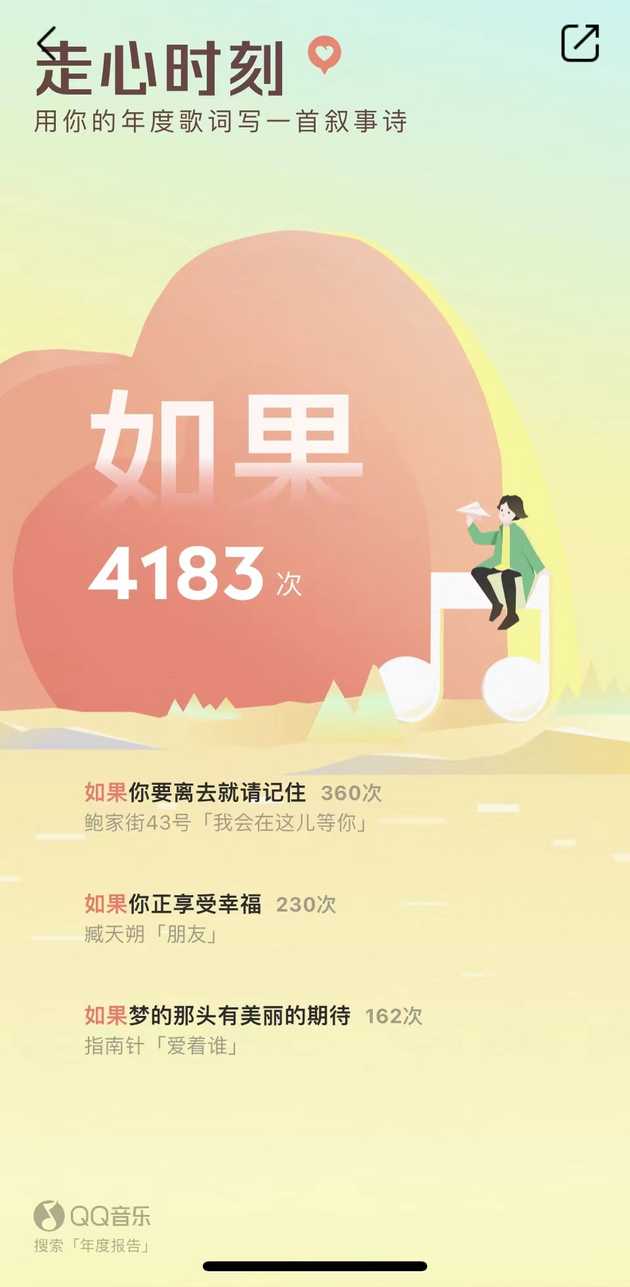 走心时刻
用你的年度歌词写一首叙事诗
如果
4183 次
如果你要离去就请记住 360次
鲍家街43号「我会在这儿等你」
如果你正享受幸福 230次
臧天朔「朋友」
如果梦的那头有美丽的期待 162次
指南针「爱着谁」
QQ音乐
搜索「年度报告」